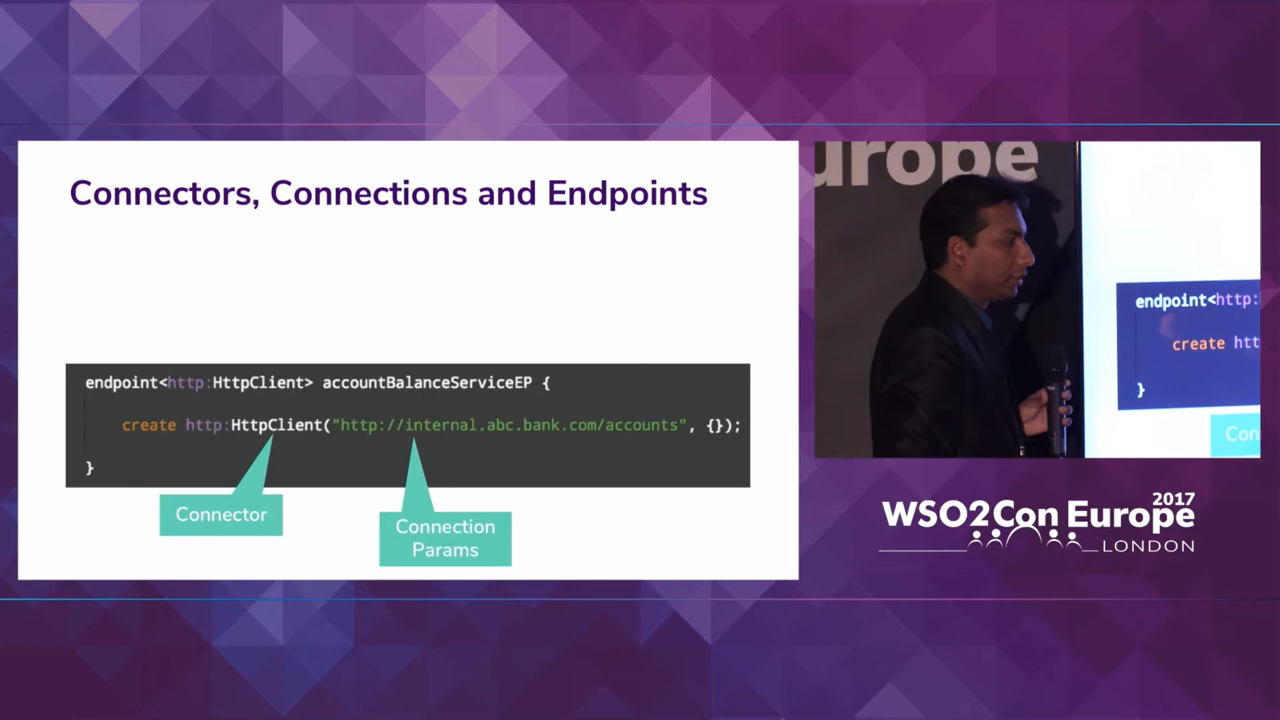 Connectors, Connections and Endpoints
endpoint<http:HttpClient> accountBalanceServiceEP {
create http:HttpClient("http://internal.abc.bank.com/accounts", {});
}
Connector
Connection
Params
urope
endpoint<http:
create htt
}
Con
2017
WSO2Con Europe
LONDON